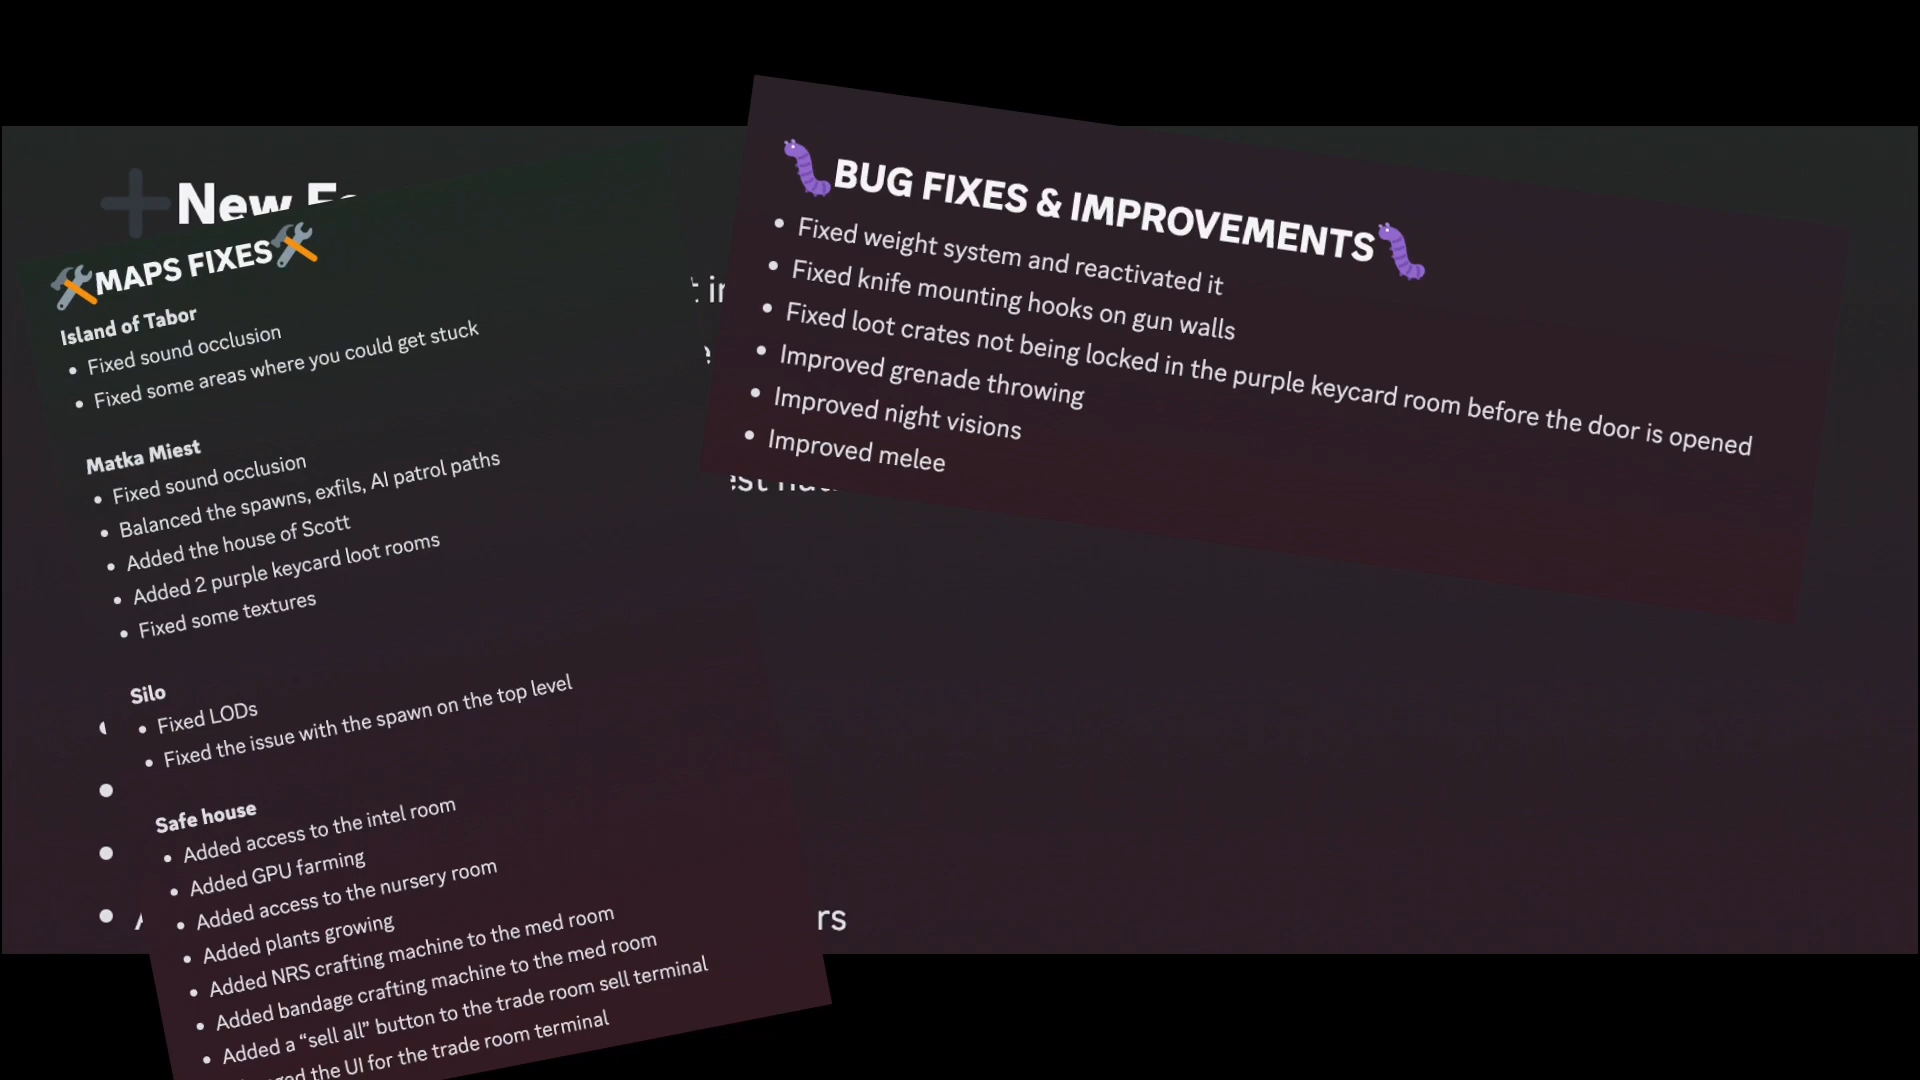 New
MAPS FIXES
Island of Tabor
• Fixed sound occlusion
• Fixed some areas where you could get stuck
Matka Miest
• Fixed sound occlusion
• Balanced the spawns, exfils, AI patrol paths
• Added the house of Scott
• Added 2 purple keycard loot rooms
• Fixed some textures
Silo
• Fixed LODs
• Fixed the issue with the spawn on the top level
Safe house
• Added access to the intel room
• Added GPU farming
• Added access to the nursery room
• Added plants growing
• Added NRS crafting machine to the med room
• Added bandage crafting machine to the med room
• Added a “sell all” button to the trade room sell terminal
the UI for the trade room terminal
BUG FIXES & IMPROVEMENTS
• Fixed weight system and reactivated it
• Fixed knife mounting hooks on gun walls
• Fixed loot crates not being locked in the purple keycard room before the door is opened
• Improved grenade throwing
• Improved night visions
• Improved melee
rs